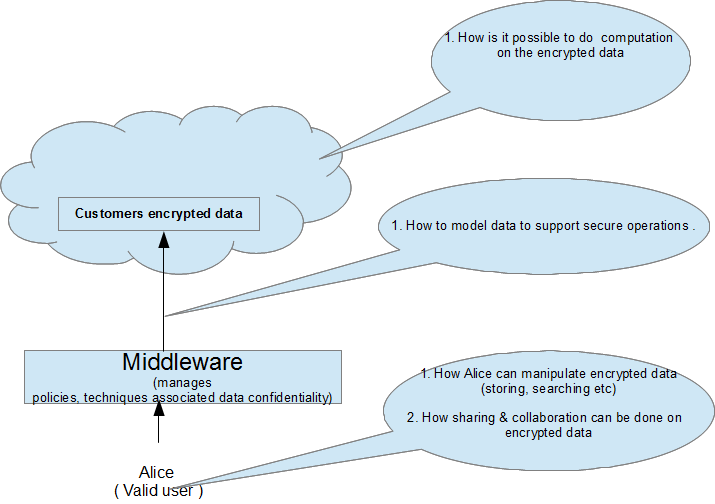 1. How is it possible to do computation
on the encrypted data
Customers encrypted data
1. How to model data to support secure operations .
Middleware
(manages
policies, techniques associated data confidentiality)
1. How Alice can manipulate encrypted data
(storing, searching etc)
2. How sharing & collaboration can be done on
encrypted data
Alice
( Valid user )